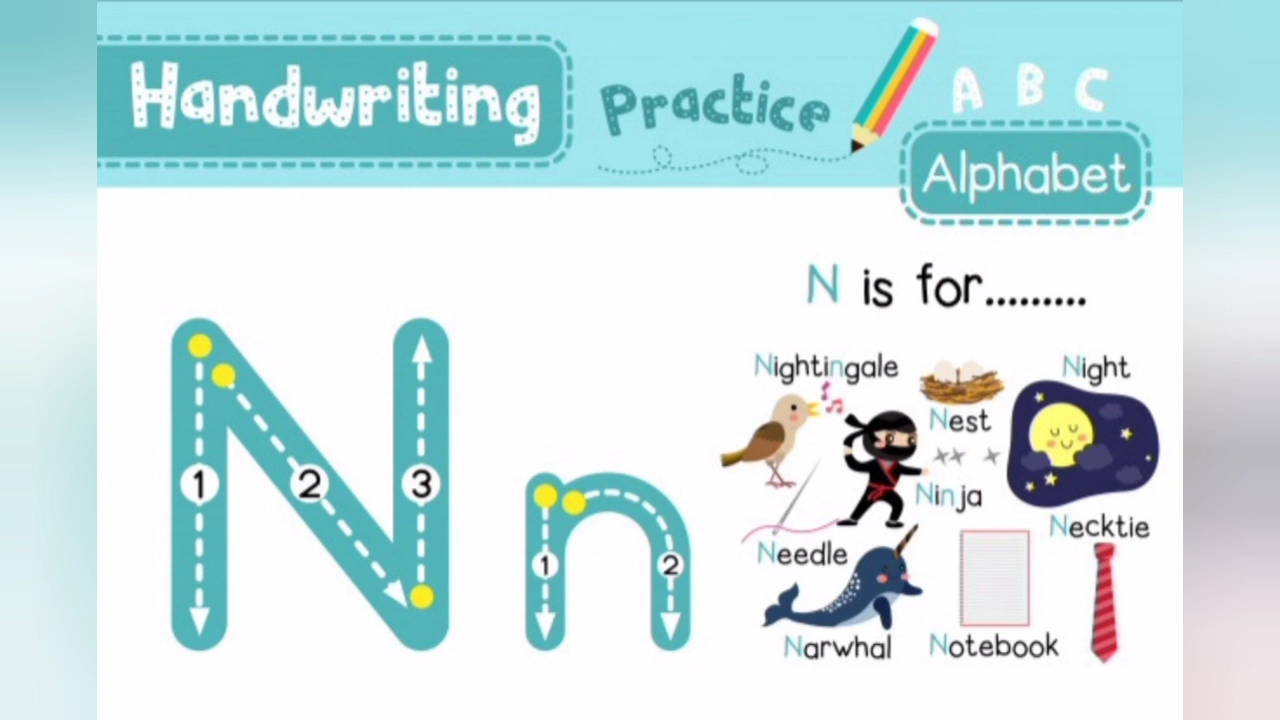 Handwriting
Practice
A B C
Alphabet
N is for.........
Nightingale
Night
Nest
Ninja
Necktie
Needle
Narwhal
Notebook
1
2
3
1
2